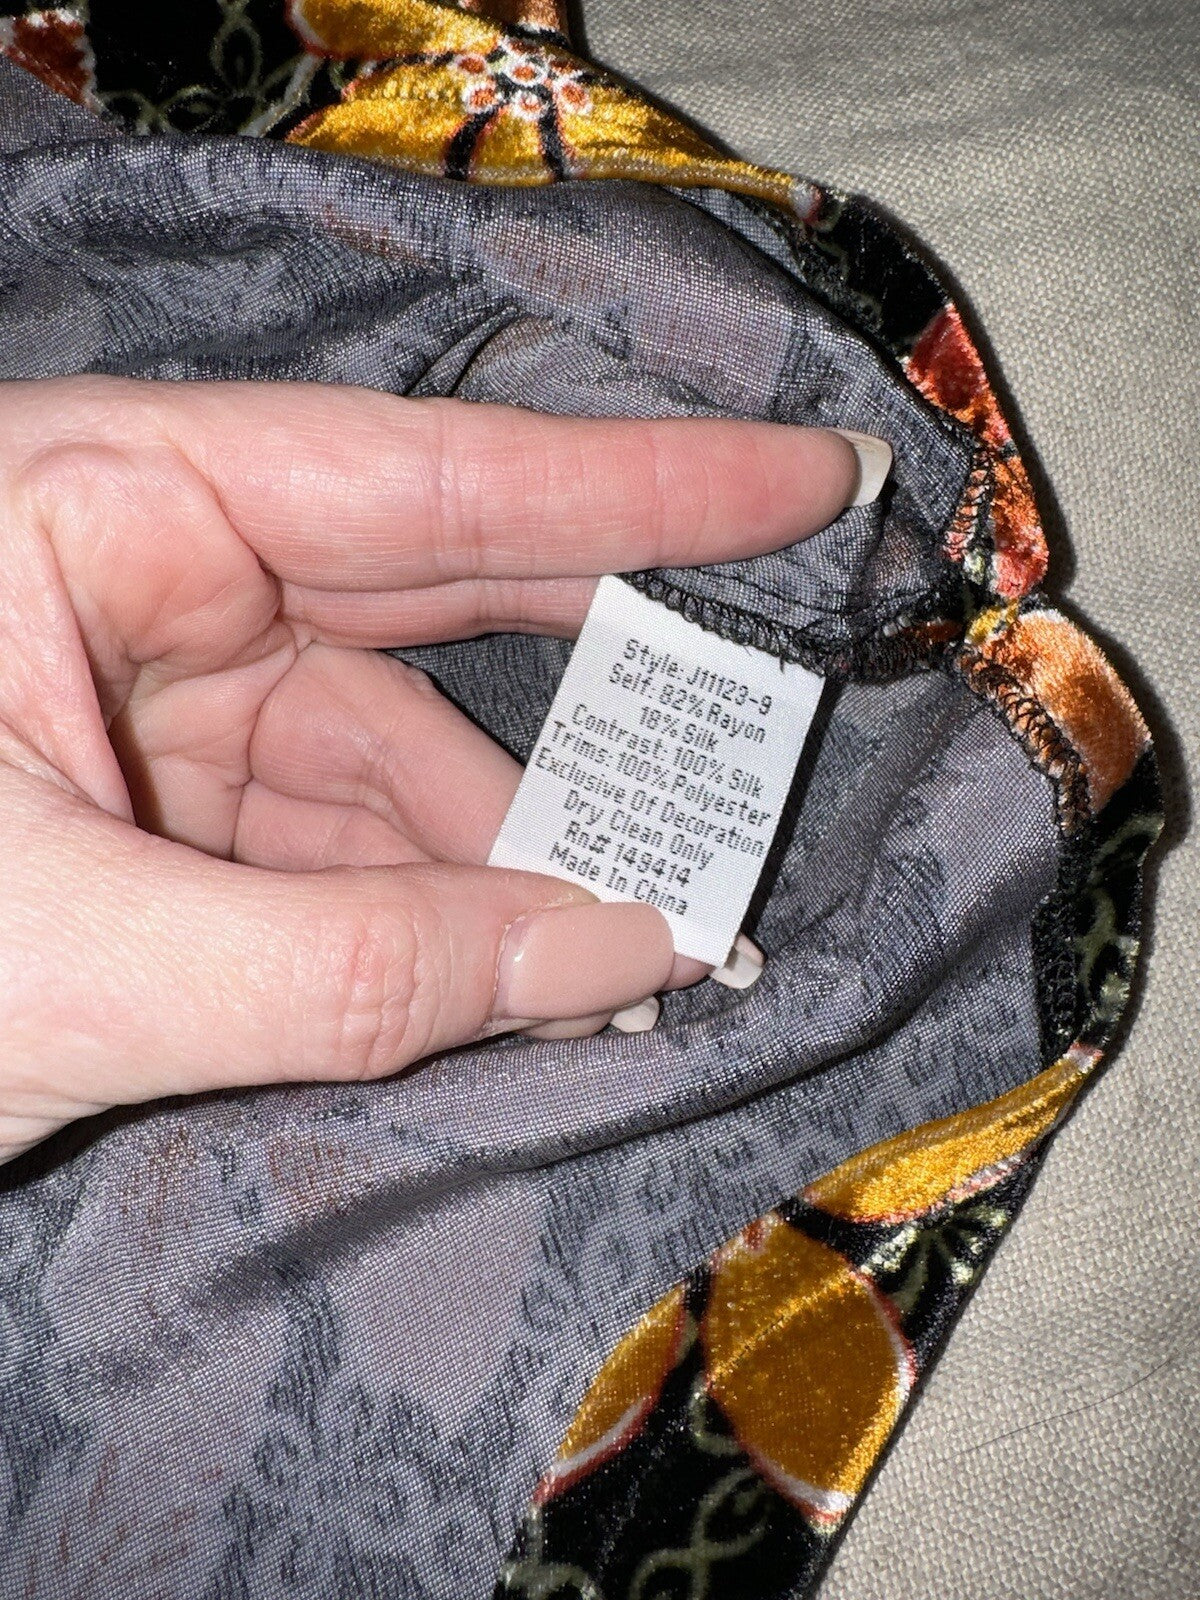 Style: J11123-9
Self: 82% Rayon
18% Silk
Contrast: 100% Silk
Trims: 100% Polyester
Exclusive Of Decoration
Dry Clean Only
Rn# 149414
Made In China